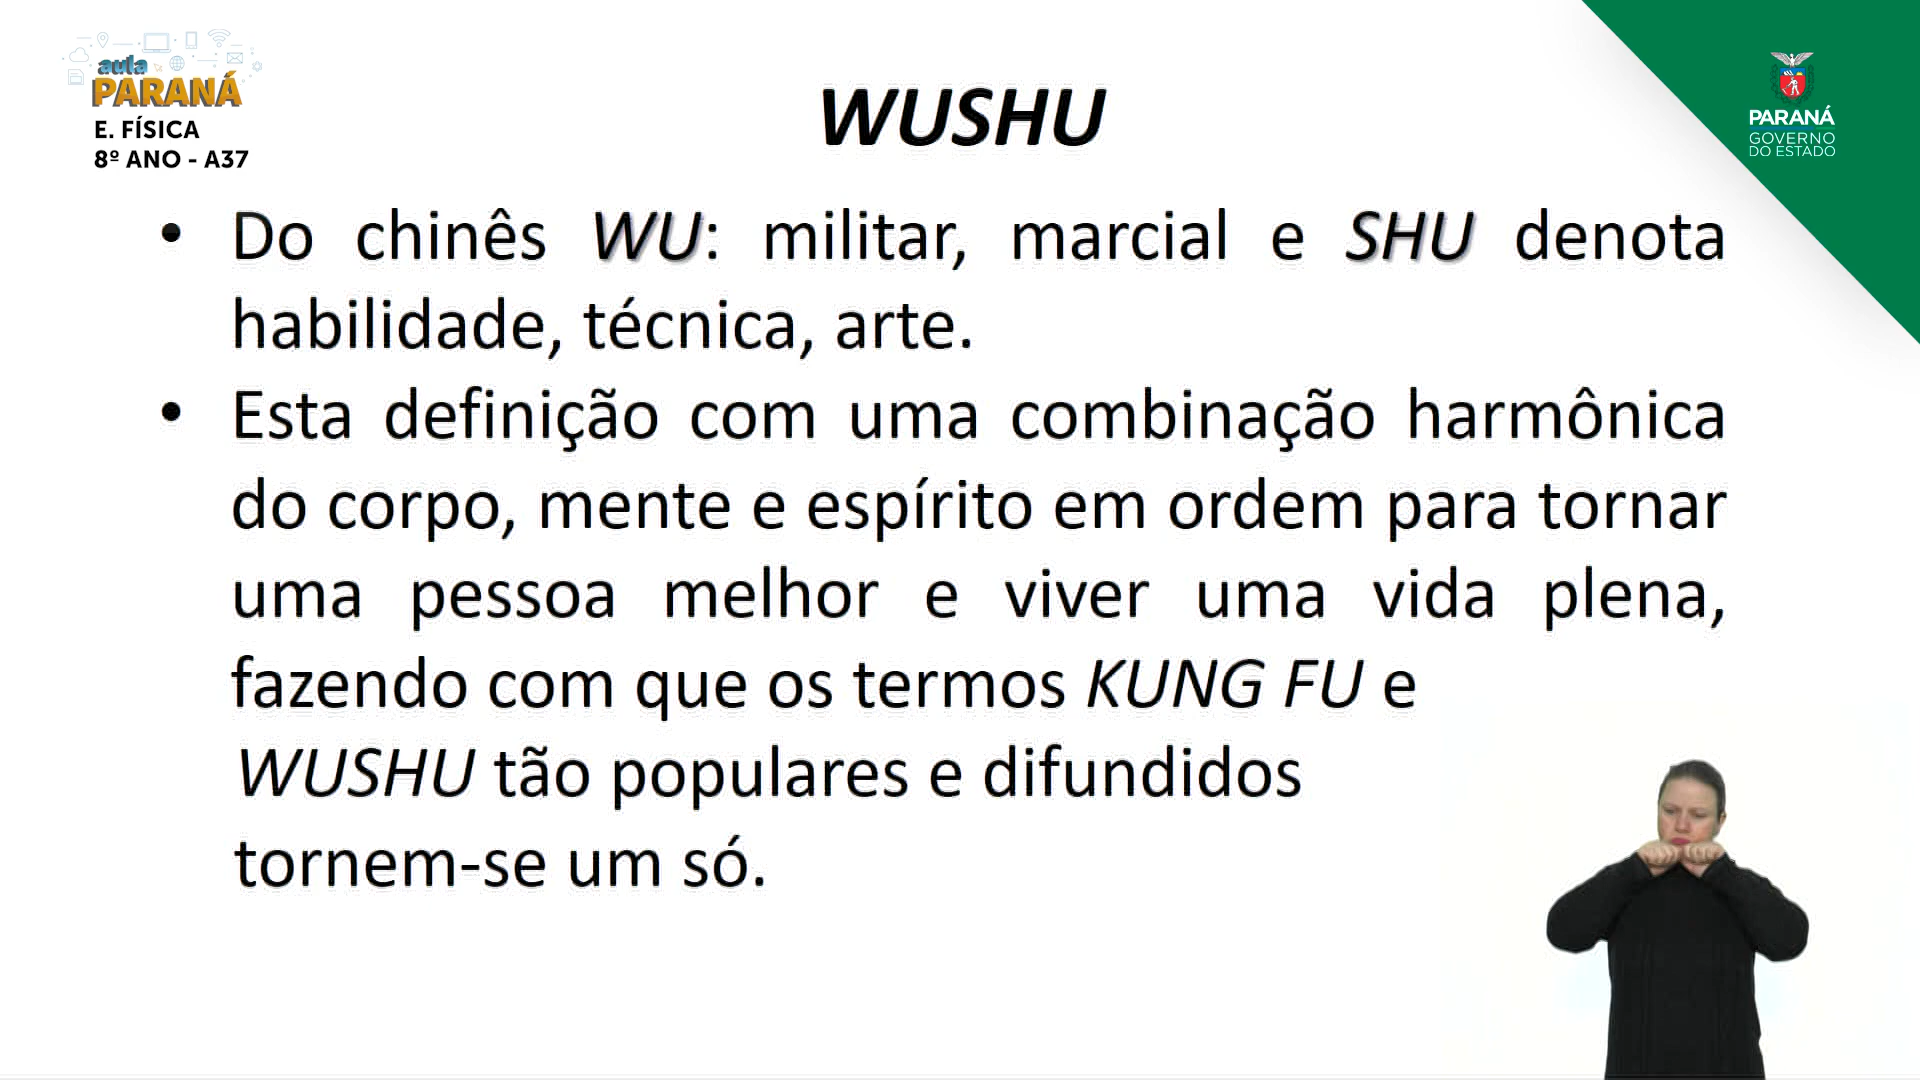 aula
PARANÁ
E. FÍSICA
8º ANO - A37
WUSHU
PARANÁ
GOVERNO
DO ESTADO
• Do chinês WU: militar, marcial e SHU denota
habilidade, técnica, arte.
• Esta definição com uma combinação harmônica
do corpo, mente e espírito em ordem para tornar
uma pessoa melhor e viver uma vida plena,
fazendo com que os termos KUNG FU e
WUSHU tão populares e difundidos
tornem-se um só.